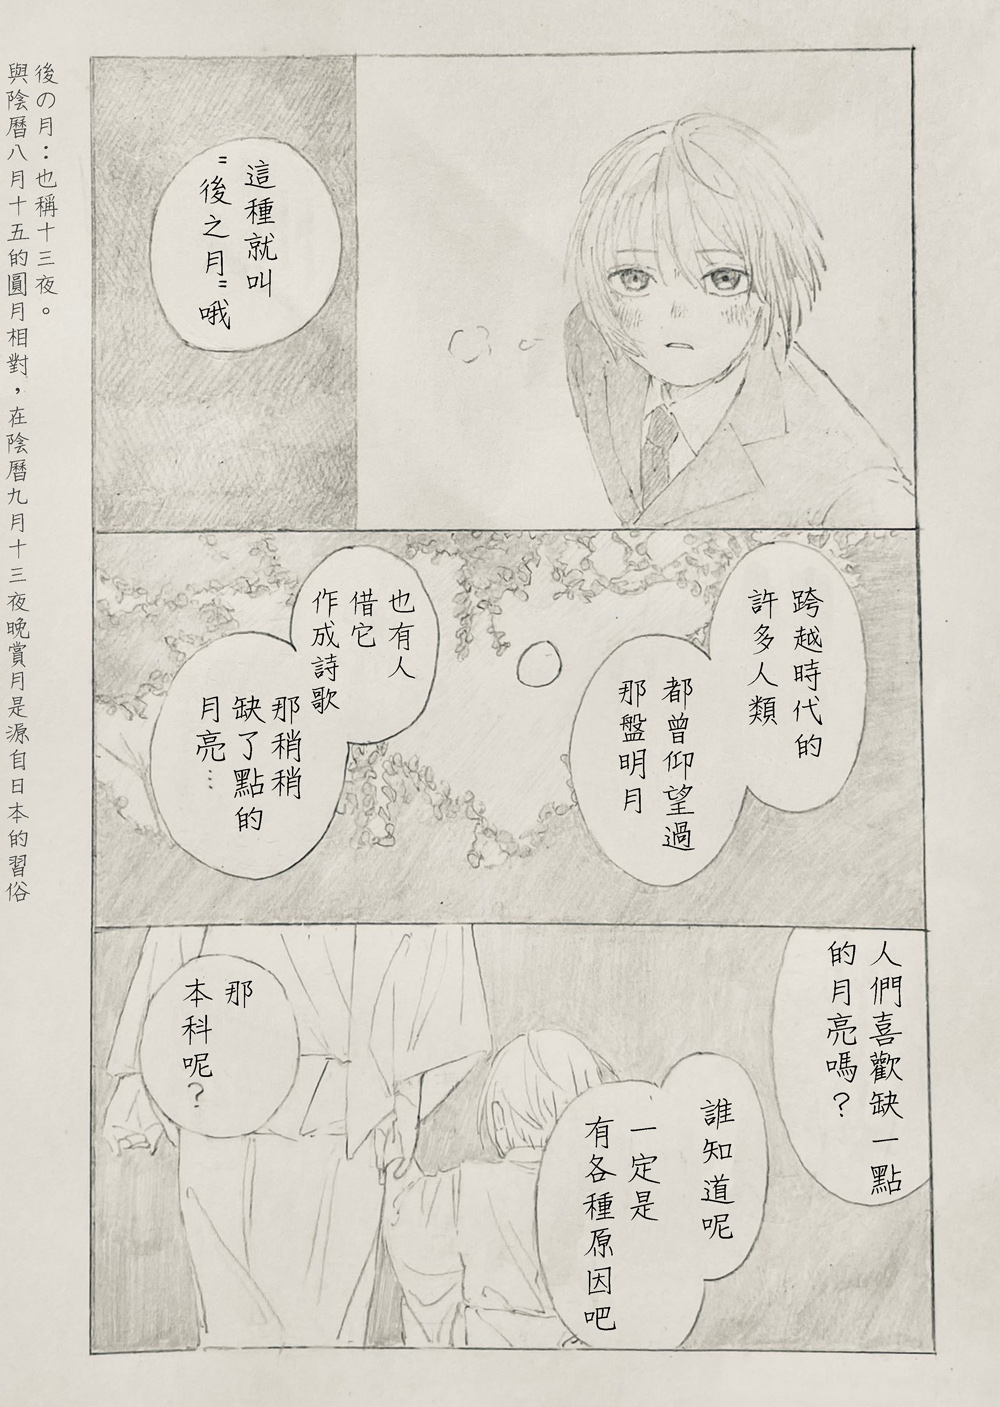 這種就叫
"後之月"哦
跨越時代的
許多人類
都曾仰望過
那盤明月
也有人
借它
作成詩歌
那稍稍
缺了點的
月亮…
人們喜歡缺一點
的月亮嗎？
誰知道呢
一定是
有各種原因吧
那
本科呢？
後の月：也稱十三夜。
與陰曆八月十五的圓月相對，在陰曆九月十三夜晚賞月是源自日本的習俗